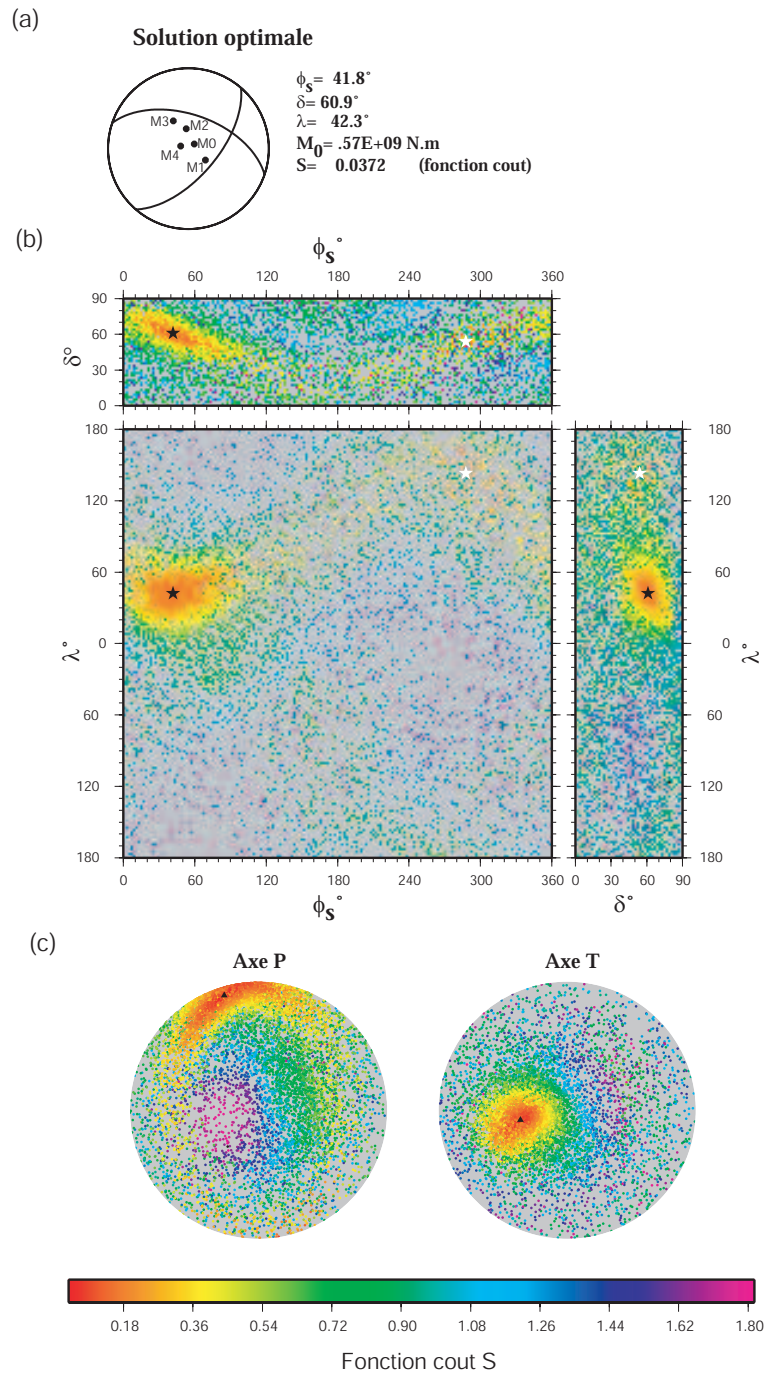 (a)
Solution optimale
ϕs= 41.8°
δ= 60.9°
λ= 42.3°
M0= .57E+09 N.m
S= 0.0372 (fonction cout)
M3
M2
M0
M4
M1
(b)
ϕs°
0 60 120 180 240 300 360
90
60
30
0
δ°
180
120
60
0
60
120
180
λ°
0 60 120 180 240 300 360
ϕs°
180
120
60
0
60
120
180
λ°
0 30 60 90
δ°
(c)
Axe P
Axe T
0.18 0.36 0.54 0.72 0.90 1.08 1.26 1.44 1.62 1.80
Fonction cout S